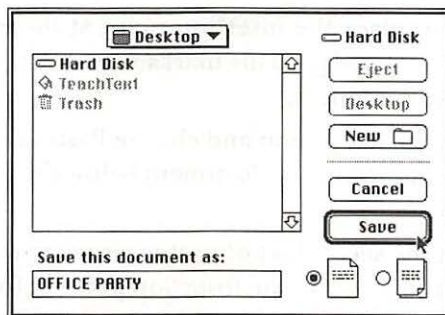 Desktop
Hard Disk
Hard Disk
TeachText
Trash
Eject
Desktop
New
Cancel
Save
Save this document as:
OFFICE PARTY